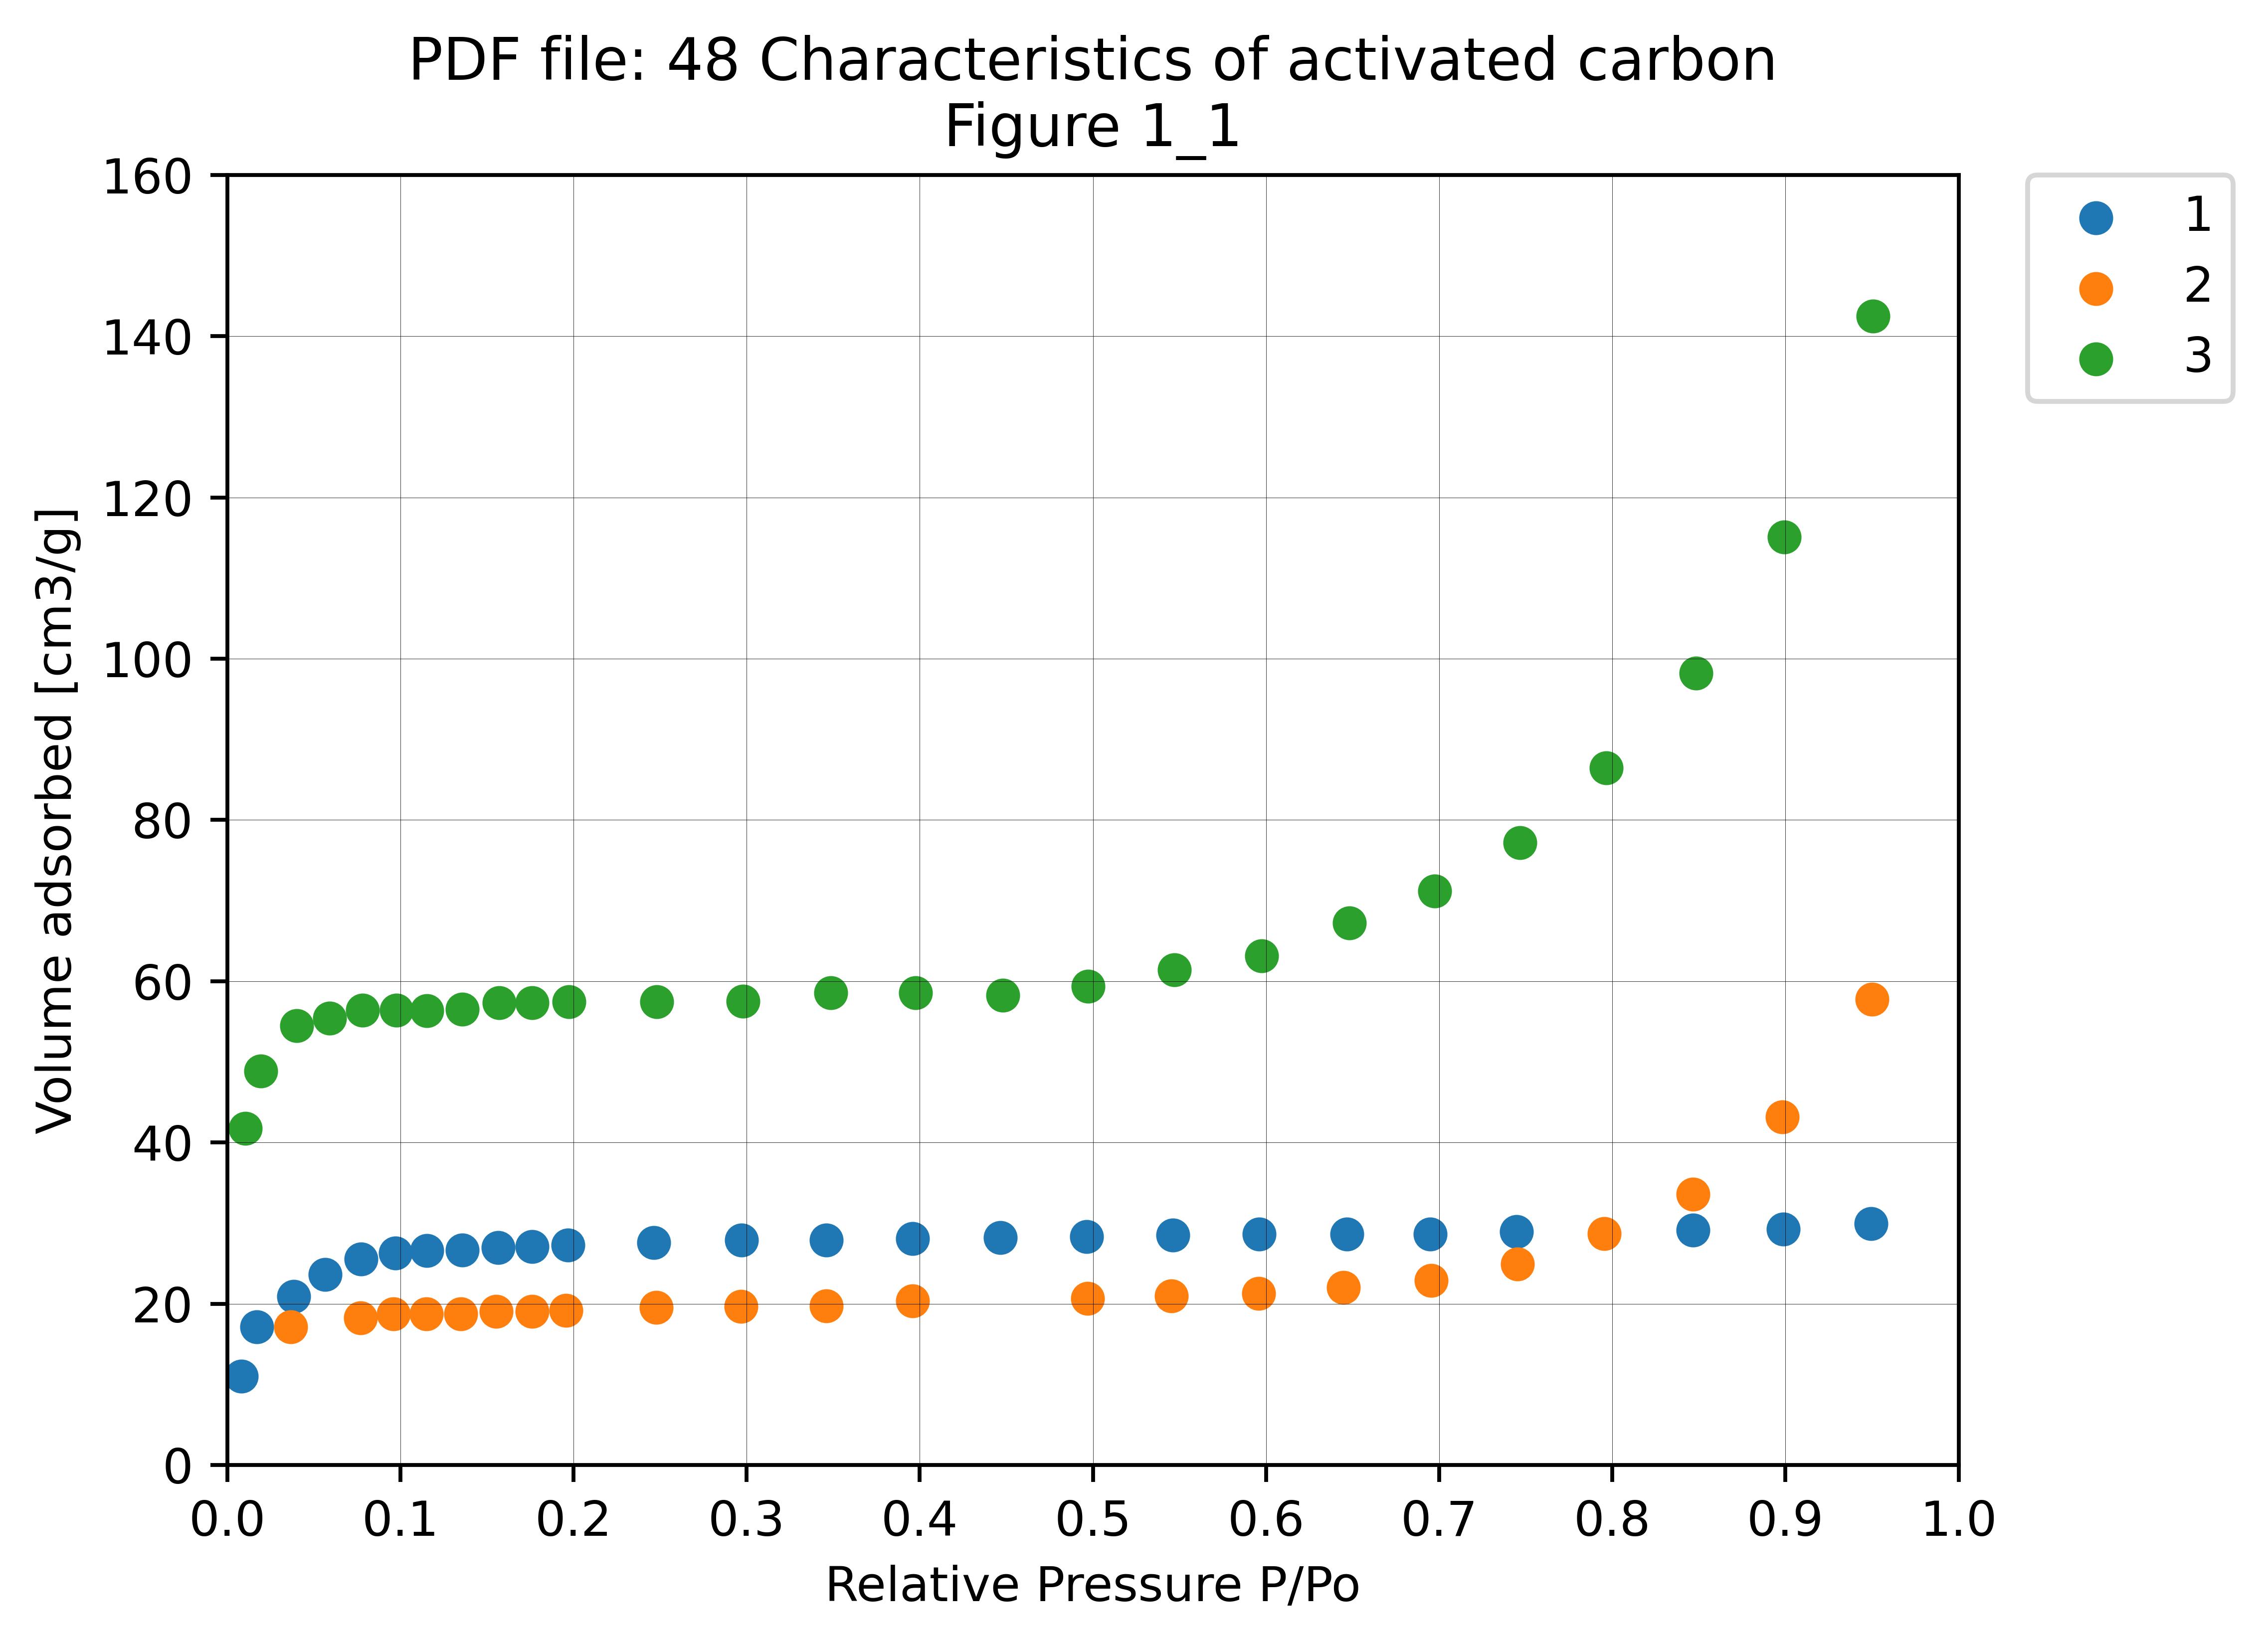 PDF file: 48 Characteristics of activated carbon
Figure 1_1
160
140
120
100
80
60
40
20
0
Volume adsorbed [cm3/g]
0.0 0.1 0.2 0.3 0.4 0.5 0.6 0.7 0.8 0.9 1.0
Relative Pressure P/Po
1
2
3